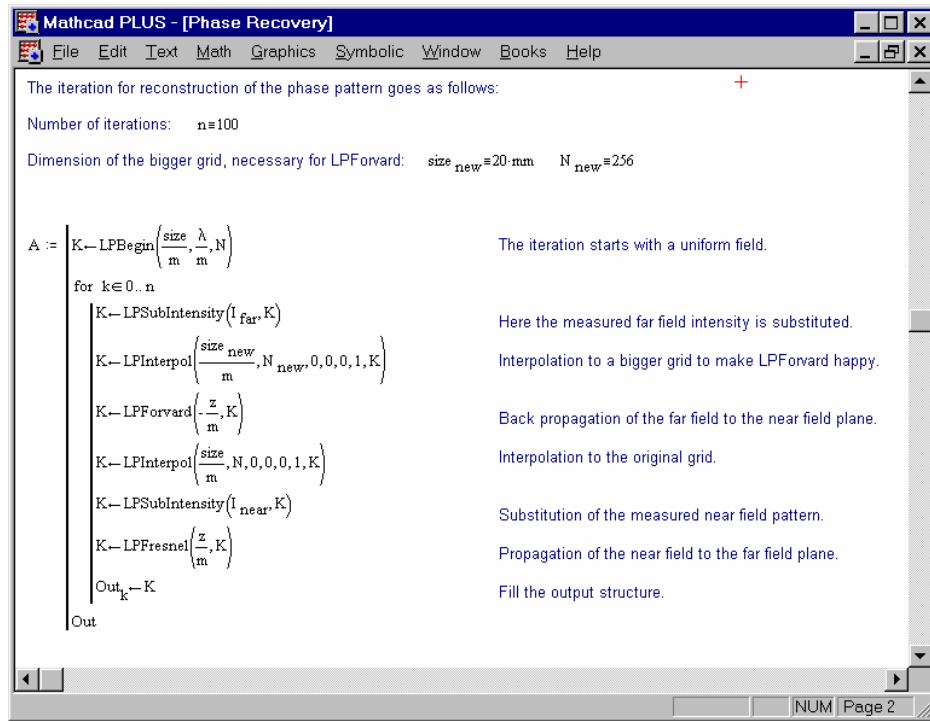 Mathcad PLUS - [Phase Recovery]
File Edit Text Math Graphics Symbolic Window Books Help
The iteration for reconstruction of the phase pattern goes as follows:
Number of iterations: n≡100
Dimension of the bigger grid, necessary for LPForvard: size new≡20·mm N new≡256
A := K←LPBegin(size/m, λ/m, N) The iteration starts with a uniform field.
for k∈0..n
K←LPSubIntensity(I far, K) Here the measured far field intensity is substituted.
K←LPInterpol(size new/m, N new, 0, 0, 0, 1, K) Interpolation to a bigger grid to make LPForvard happy.
K←LPForvard(-z/m, K) Back propagation of the far field to the near field plane.
K←LPInterpol(size/m, N, 0, 0, 0, 1, K) Interpolation to the original grid.
K←LPSubIntensity(I near, K) Substitution of the measured near field pattern.
K←LPFresnel(z/m, K) Propagation of the near field to the far field plane.
Out k←K Fill the output structure.
Out
NUM Page 2